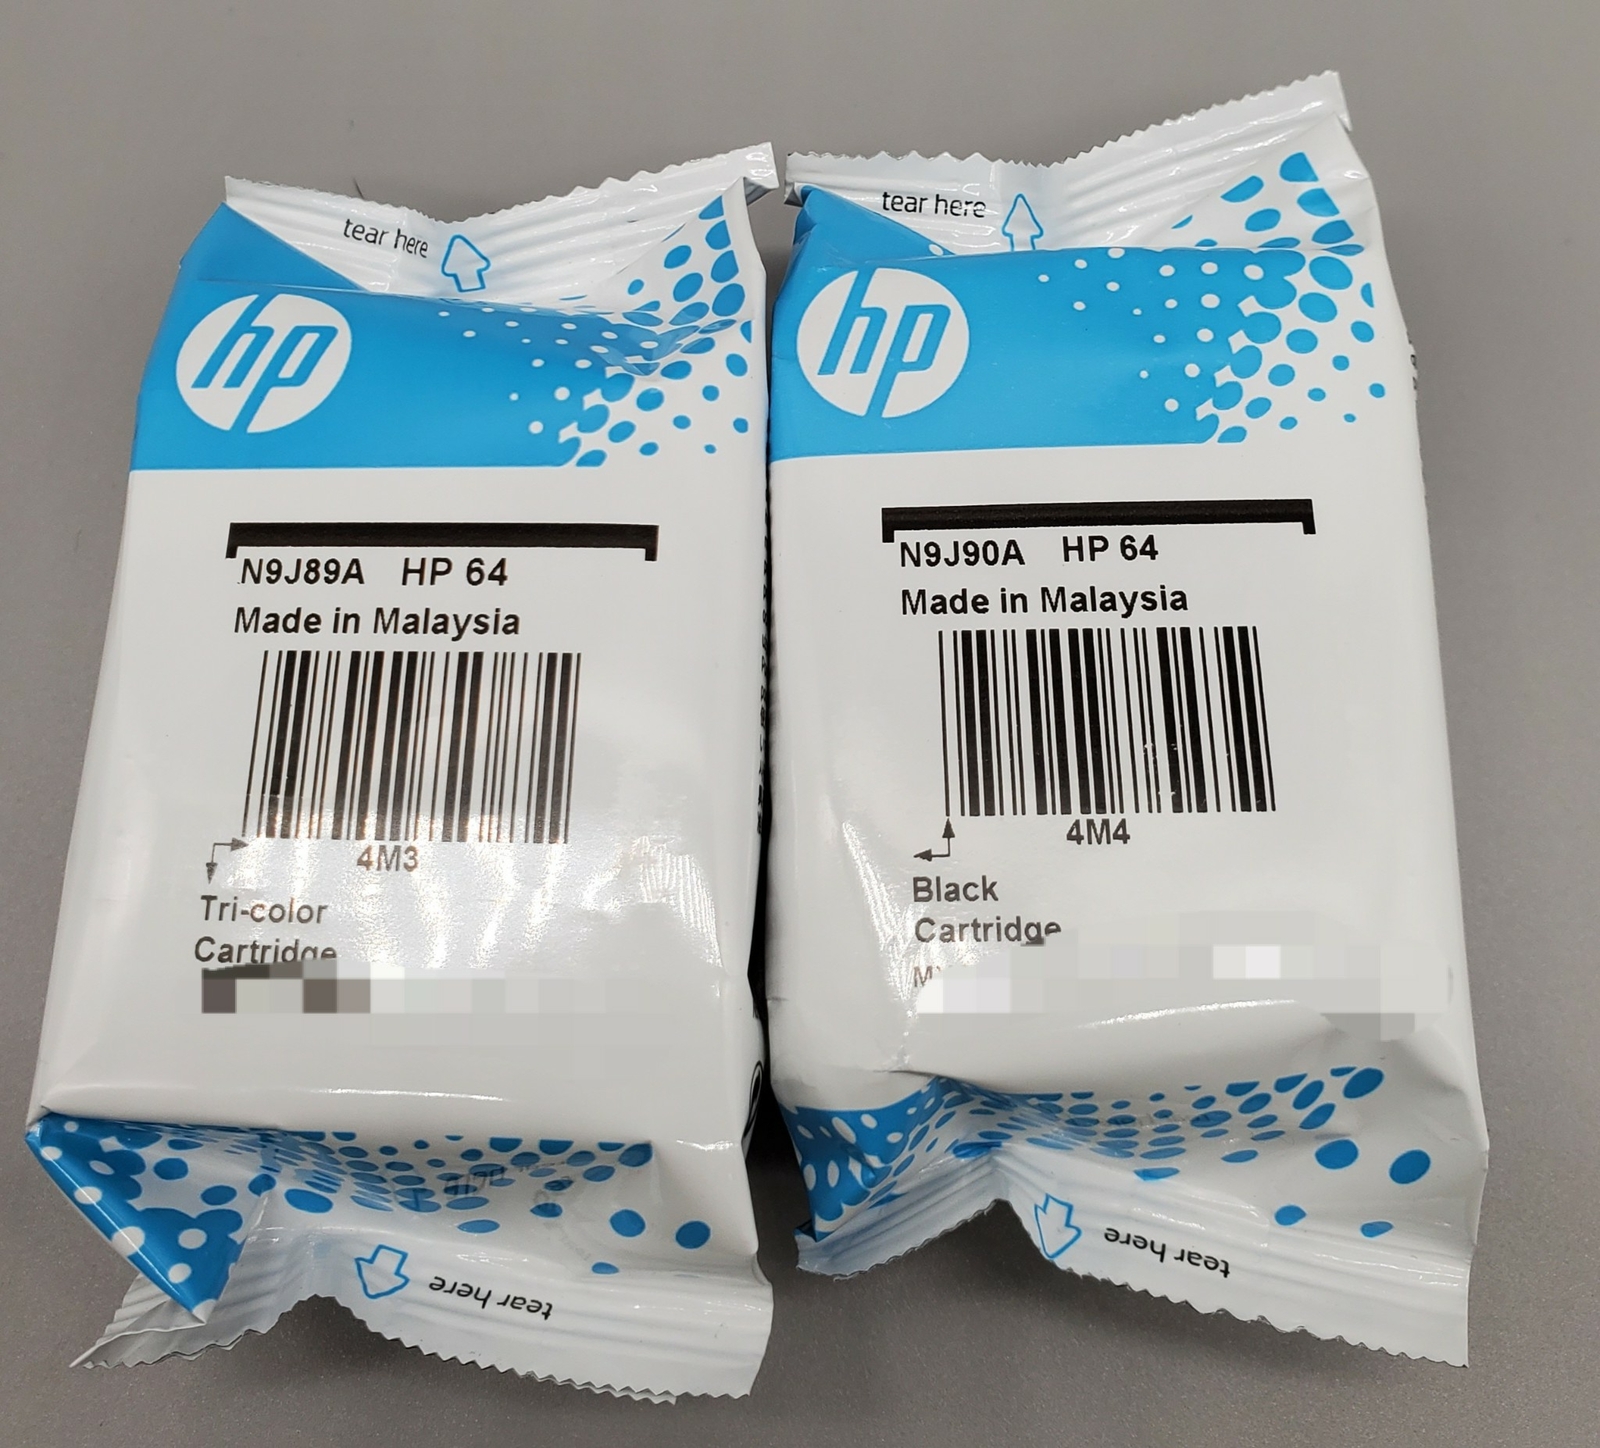 tear here
hp
N9J89A HP 64
Made in Malaysia
4M3
Tri-color
Cartridge
tear here
tear here
hp
N9J90A HP 64
Made in Malaysia
4M4
Black
Cartridge
tear here